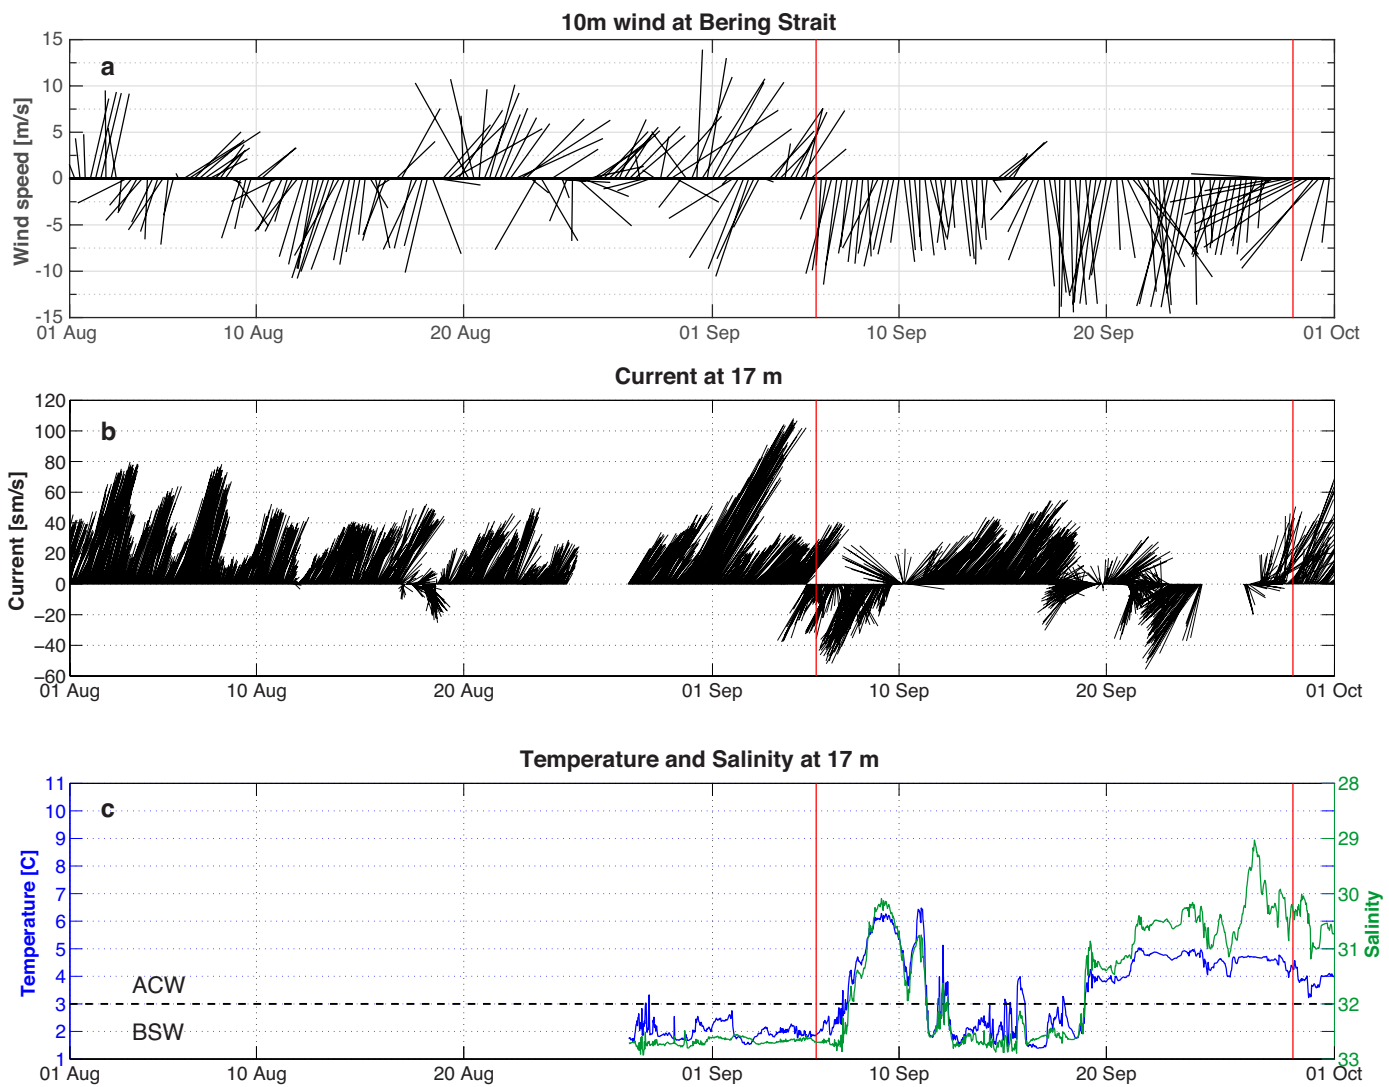 10m wind at Bering Strait
a
Wind speed [m/s]
15
10
5
0
-5
-10
-15
01 Aug 10 Aug 20 Aug 01 Sep 10 Sep 20 Sep 01 Oct
Current at 17 m
b
Current [sm/s]
120
100
80
60
40
20
0
−20
−40
−60
01 Aug 10 Aug 20 Aug 01 Sep 10 Sep 20 Sep 01 Oct
Temperature and Salinity at 17 m
c
Temperature [C]
11
10
9
8
7
6
5
4
3
2
1
ACW
BSW
28
29
30
31
32
33
Salinity
01 Aug 10 Aug 20 Aug 01 Sep 10 Sep 20 Sep 01 Oct